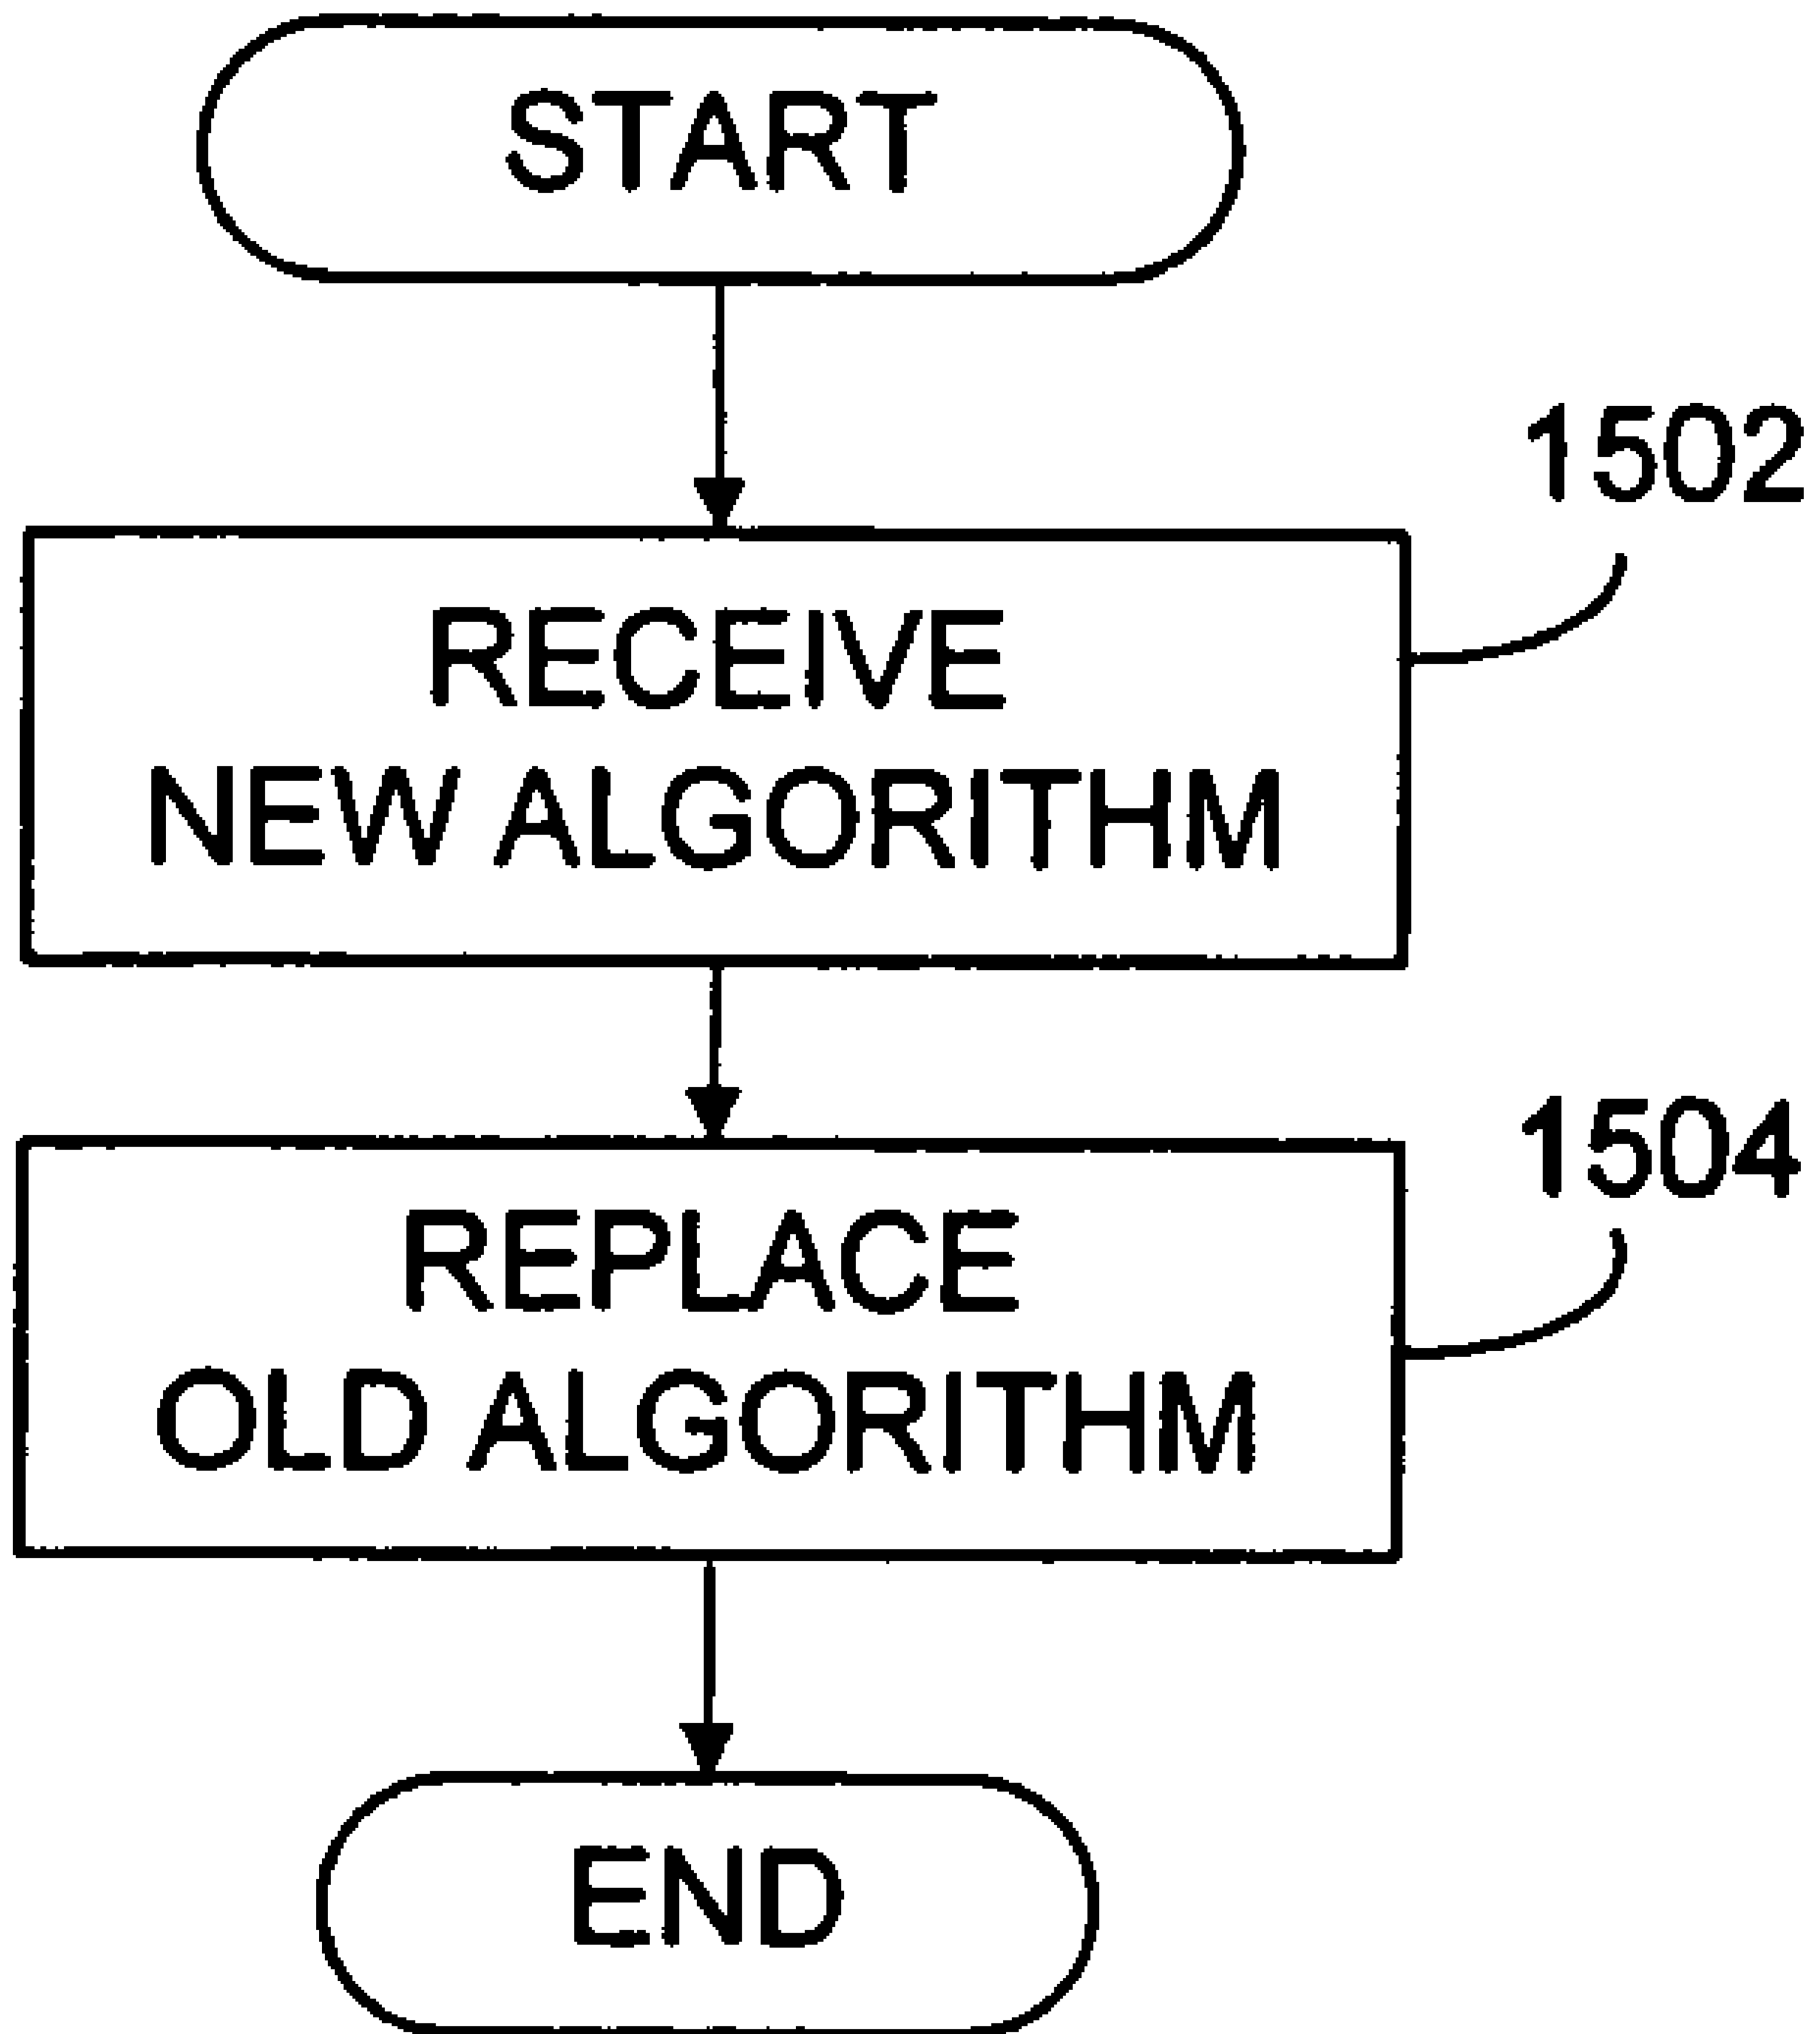 START
1502
RECEIVE
NEW ALGORITHM
1504
REPLACE
OLD ALGORITHM
END